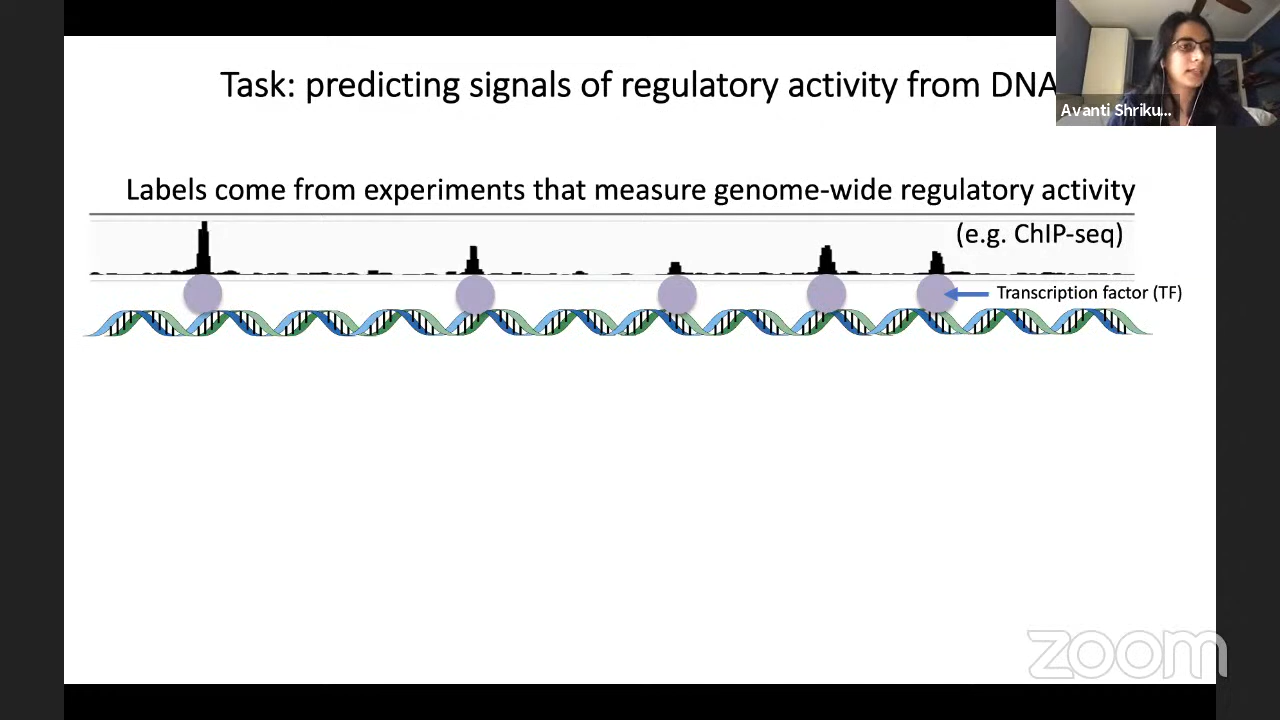 Task: predicting signals of regulatory activity from DNA
Avanti Shriku...
Labels come from experiments that measure genome-wide regulatory activity
(e.g. ChIP-seq)
Transcription factor (TF)
zoom